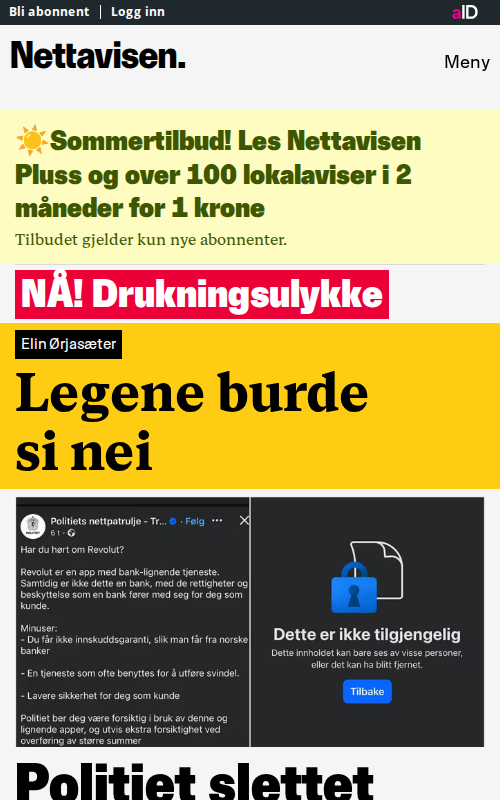 Bli abonnent | Logg inn
aID
Nettavisen.
Meny
☀️Sommertilbud! Les Nettavisen
Pluss og over 100 lokalaviser i 2
måneder for 1 krone
Tilbudet gjelder kun nye abonnenter.
NÅ! Drukningsulykke
Elin Ørjasæter
Legene burde
si nei
Politiets nettpatrulje - Tr... · Følg ··· ×
6 t ·
Har du hørt om Revolut?
Revolut er en app med bank-lignende tjeneste.
Samtidig er ikke dette en bank, med de rettigheter og
beskyttelse som en bank fører med seg for deg som
kunde.
Minuser:
- Du får ikke innskuddsgaranti, slik man får fra norske
banker
- En tjeneste som ofte benyttes for å utføre svindel.
- Lavere sikkerhet for deg som kunde
Politiet ber deg være forsiktig i bruk av denne og
lignende apper, og utvis ekstra forsiktighet ved
overføring av større summer
Dette er ikke tilgjengelig
Dette innholdet kan bare ses av visse personer,
eller det kan ha blitt fjernet.
Tilbake
Politiet slettet